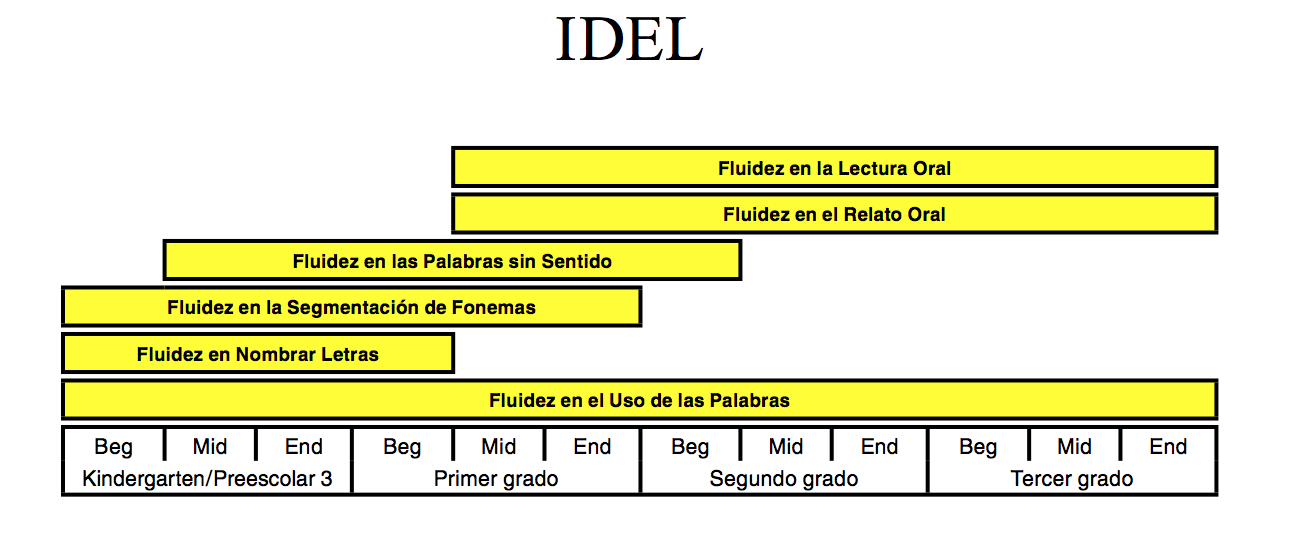 IDEL
Fluidez en la Lectura Oral
Fluidez en el Relato Oral
Fluidez en las Palabras sin Sentido
Fluidez en la Segmentación de Fonemas
Fluidez en Nombrar Letras
Fluidez en el Uso de las Palabras
Beg Mid End Beg Mid End Beg Mid End Beg Mid End
Kindergarten/Preescolar 3 Primer grado Segundo grado Tercer grado